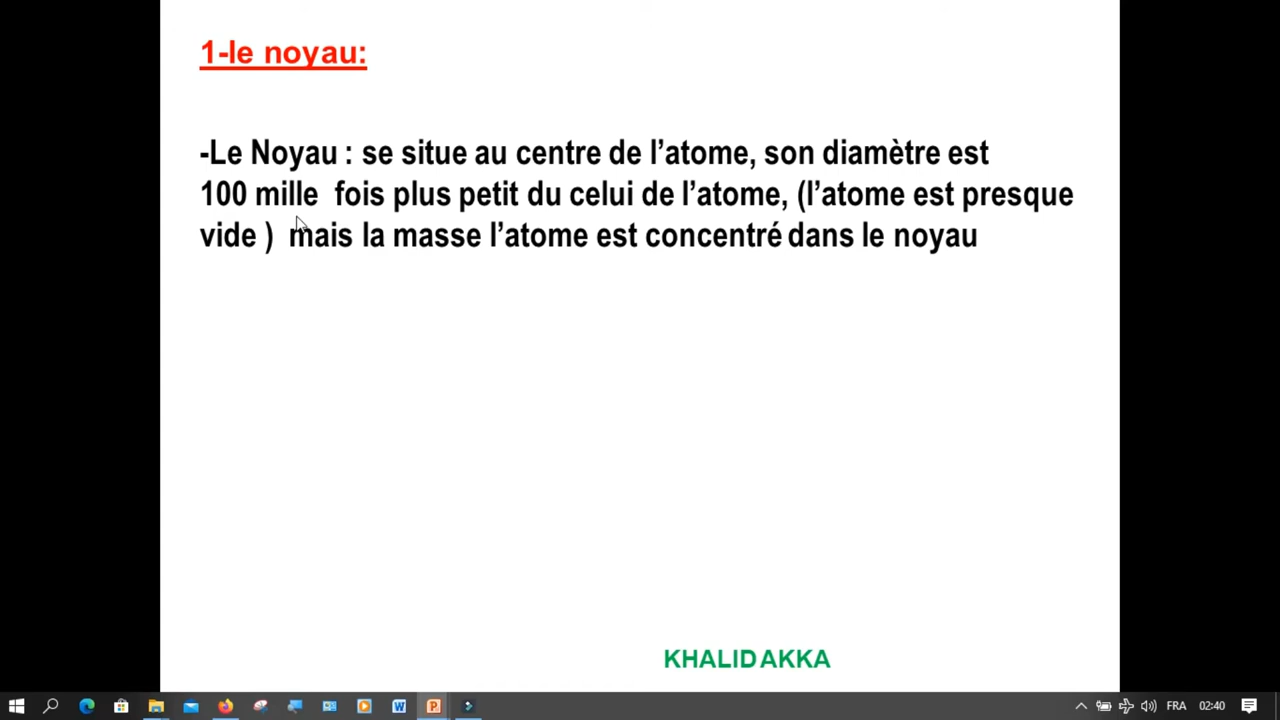 1-le noyau:
-Le Noyau : se situe au centre de l’atome, son diamètre est
100 mille fois plus petit du celui de l’atome, (l’atome est presque
vide ) mais la masse l’atome est concentré dans le noyau
KHALID AKKA
FRA 02:40